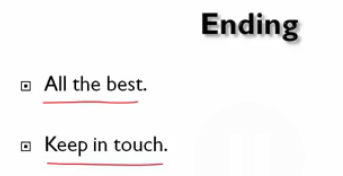 Ending
All the best.
Keep in touch.